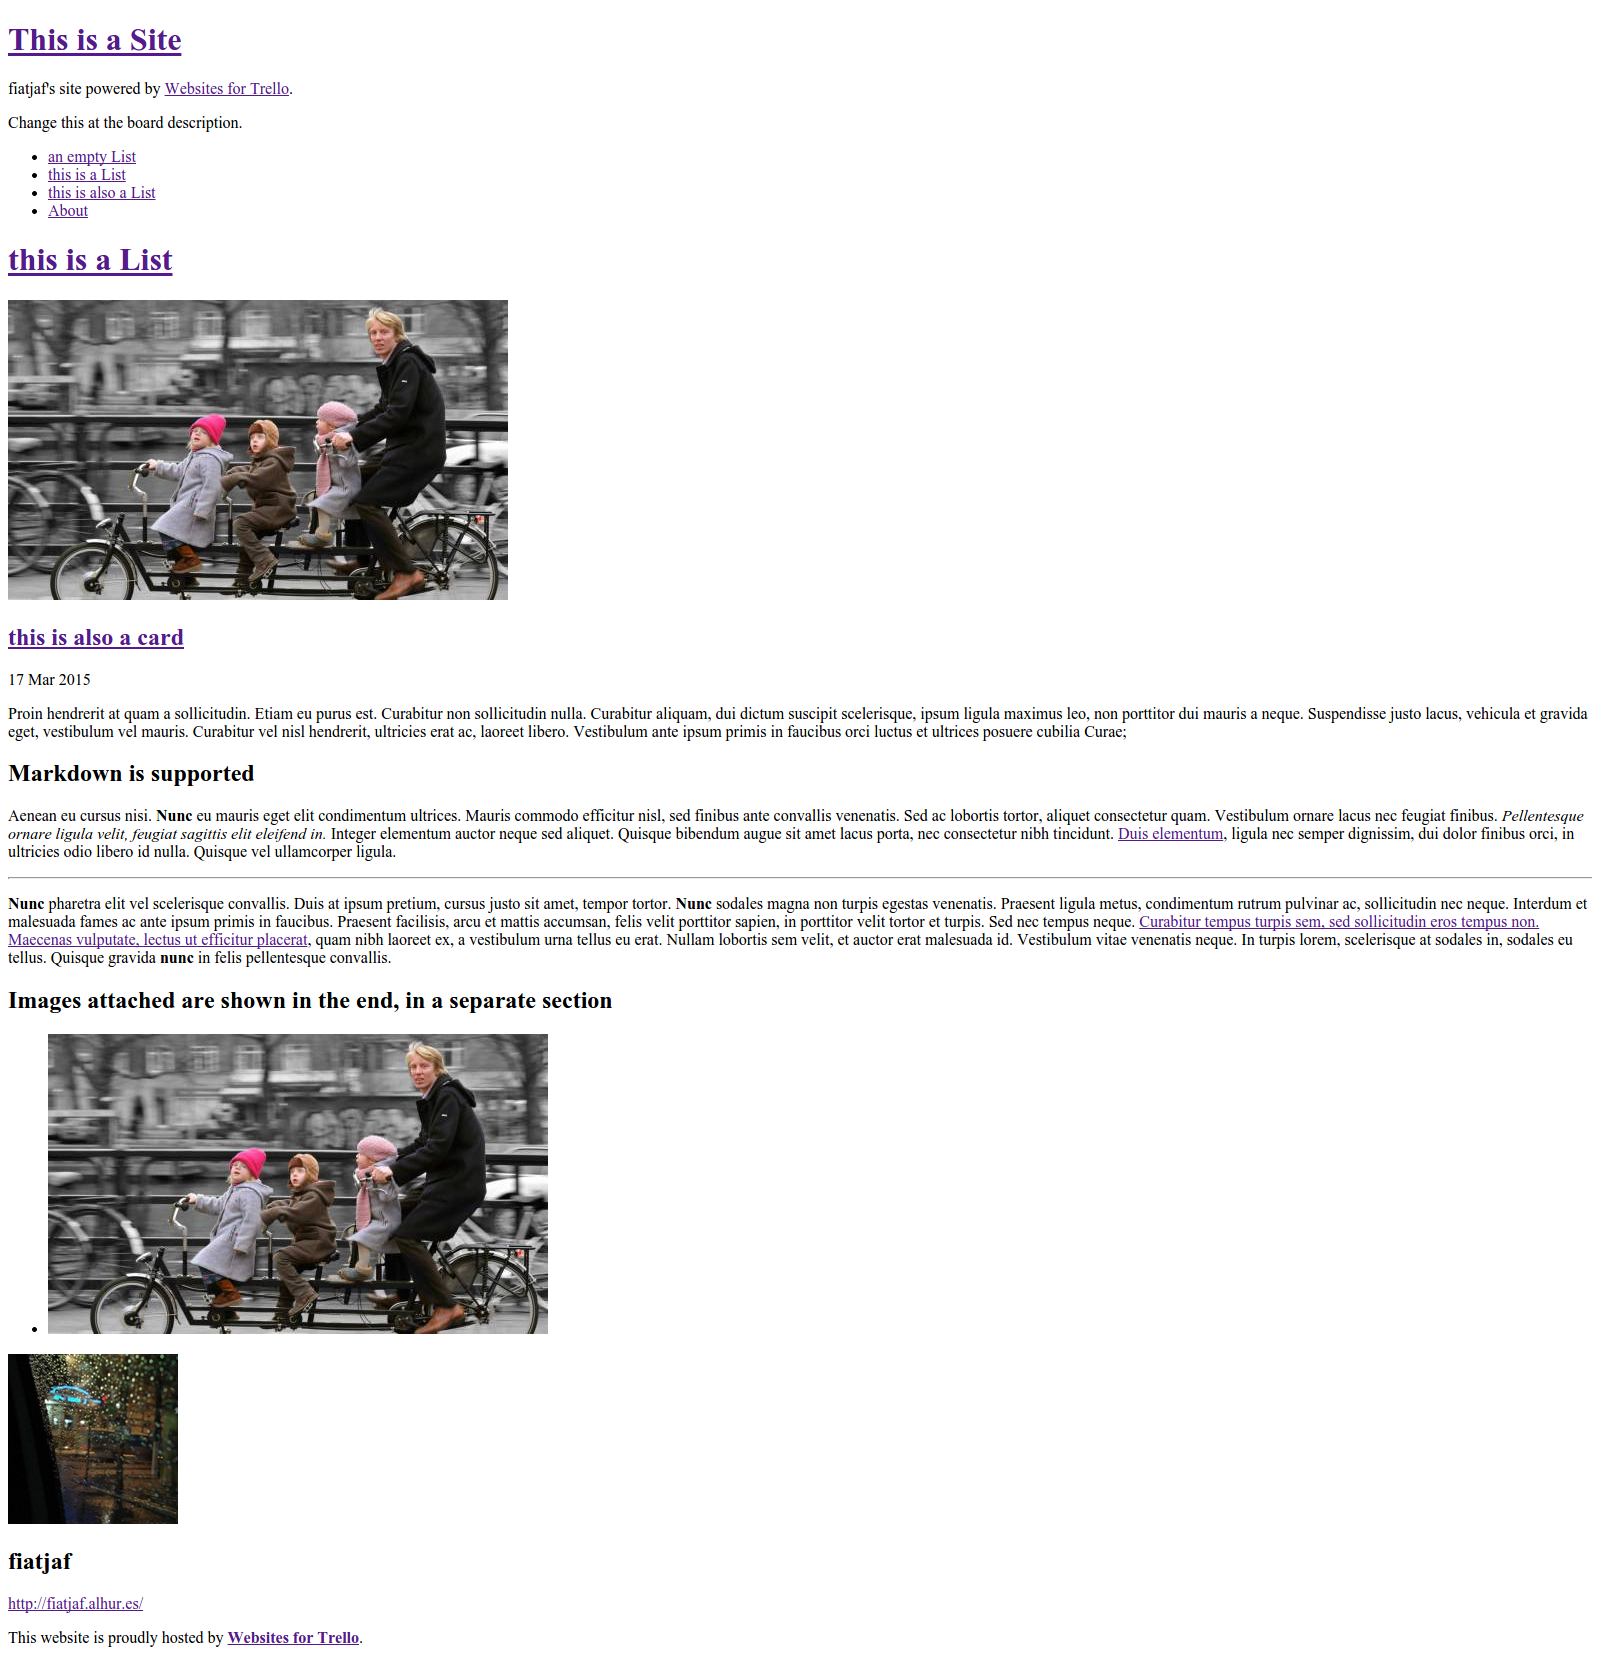 This is a Site
fiatjaf's site powered by Websites for Trello.
Change this at the board description.
an empty List
this is a List
this is also a List
About
this is a List
this is also a card
17 Mar 2015
Proin hendrerit at quam a sollicitudin. Etiam eu purus est. Curabitur non sollicitudin nulla. Curabitur aliquam, dui dictum suscipit scelerisque, ipsum ligula maximus leo, non porttitor dui mauris a neque. Suspendisse justo lacus, vehicula et gravida
eget, vestibulum vel mauris. Curabitur vel nisl hendrerit, ultricies erat ac, laoreet libero. Vestibulum ante ipsum primis in faucibus orci luctus et ultrices posuere cubilia Curae;
Markdown is supported
Aenean eu cursus nisi. Nunc eu mauris eget elit condimentum ultrices. Mauris commodo efficitur nisl, sed finibus ante convallis venenatis. Sed ac lobortis tortor, aliquet consectetur quam. Vestibulum ornare lacus nec feugiat finibus. Pellentesque
ornare ligula velit, feugiat sagittis elit eleifend in. Integer elementum auctor neque sed aliquet. Quisque bibendum augue sit amet lacus porta, nec consectetur nibh tincidunt. Duis elementum, ligula nec semper dignissim, dui dolor finibus orci, in
ultricies odio libero id nulla. Quisque vel ullamcorper ligula.
Nunc pharetra elit vel scelerisque convallis. Duis at ipsum pretium, cursus justo sit amet, tempor tortor. Nunc sodales magna non turpis egestas venenatis. Praesent ligula metus, condimentum rutrum pulvinar ac, sollicitudin nec neque. Interdum et
malesuada fames ac ante ipsum primis in faucibus. Praesent facilisis, arcu et mattis accumsan, felis velit porttitor sapien, in porttitor velit tortor et turpis. Sed nec tempus neque. Curabitur tempus turpis sem, sed sollicitudin eros tempus non.
Maecenas vulputate, lectus ut efficitur placerat, quam nibh laoreet ex, a vestibulum urna tellus eu erat. Nullam lobortis sem velit, et auctor erat malesuada id. Vestibulum vitae venenatis neque. In turpis lorem, scelerisque at sodales in, sodales eu
tellus. Quisque gravida nunc in felis pellentesque convallis.
Images attached are shown in the end, in a separate section
fiatjaf
http://fiatjaf.alhur.es/
This website is proudly hosted by Websites for Trello.